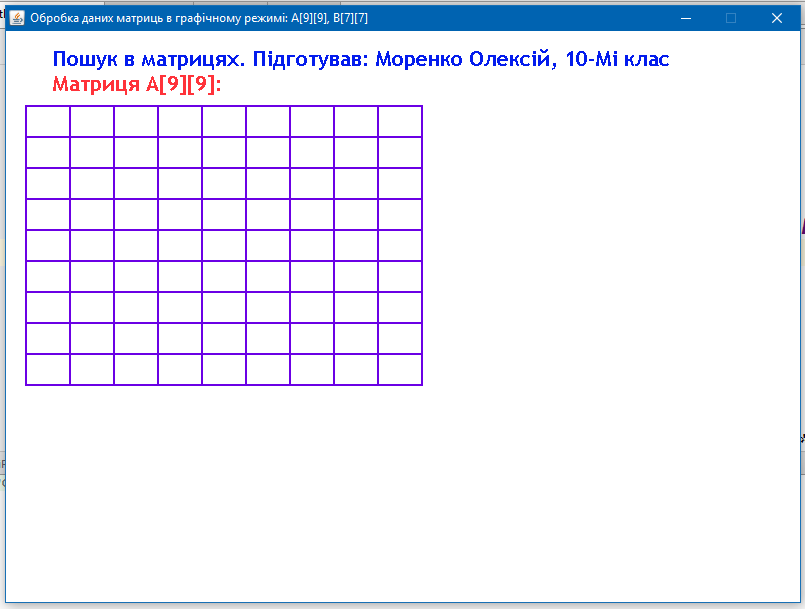 Обробка даних матриць в графічному режимі: A[9][9], B[7][7]
Пошук в матрицях. Підготував: Моренко Олексій, 10-Мі клас
Матриця A[9][9]: